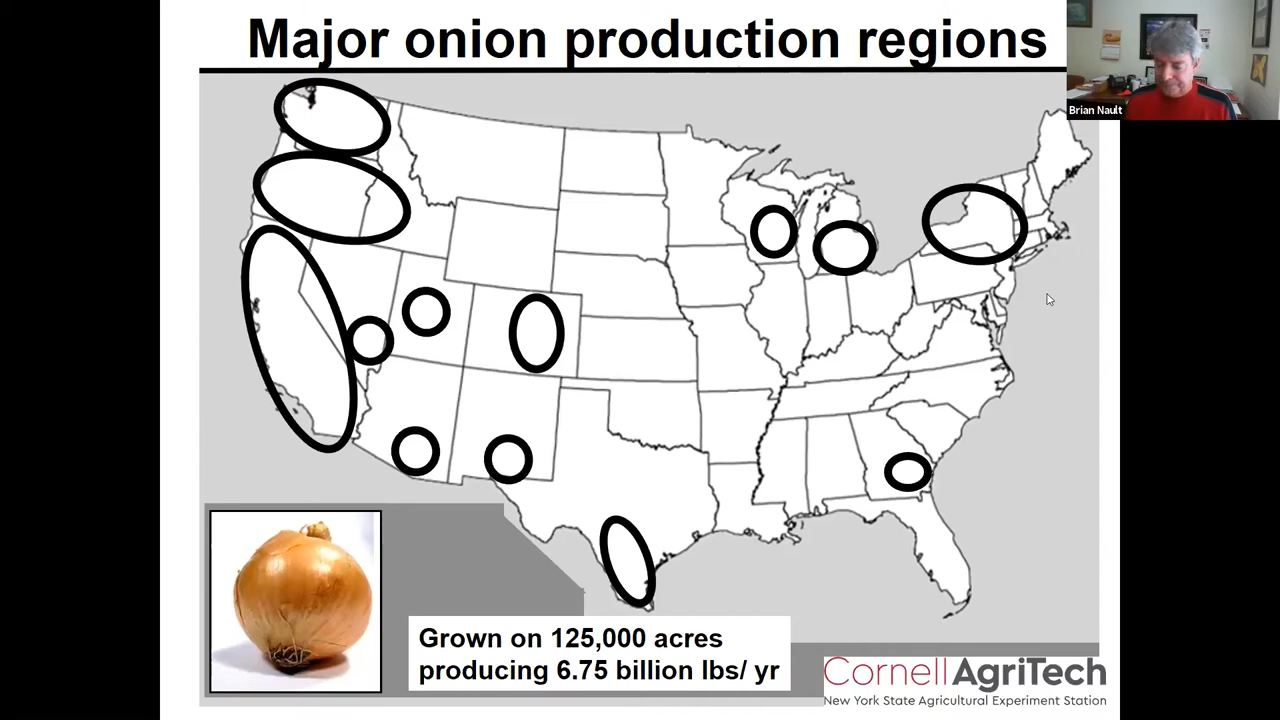 Major onion production regions
Brian Nault
Grown on 125,000 acres
producing 6.75 billion lbs/ yr
CornellAgriTech
New York State Agricultural Experiment Station